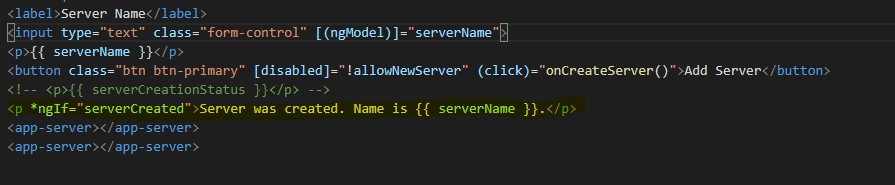 <label>Server Name</label>
<input type="text" class="form-control" [(ngModel)]="serverName">
<p>{{ serverName }}</p>
<button class="btn btn-primary" [disabled]="!allowNewServer" (click)="onCreateServer()">Add Server</button>
<!-- <p>{{ serverCreationStatus }}</p> -->
<p *ngIf="serverCreated">Server was created. Name is {{ serverName }}.</p>
<app-server></app-server>
<app-server></app-server>